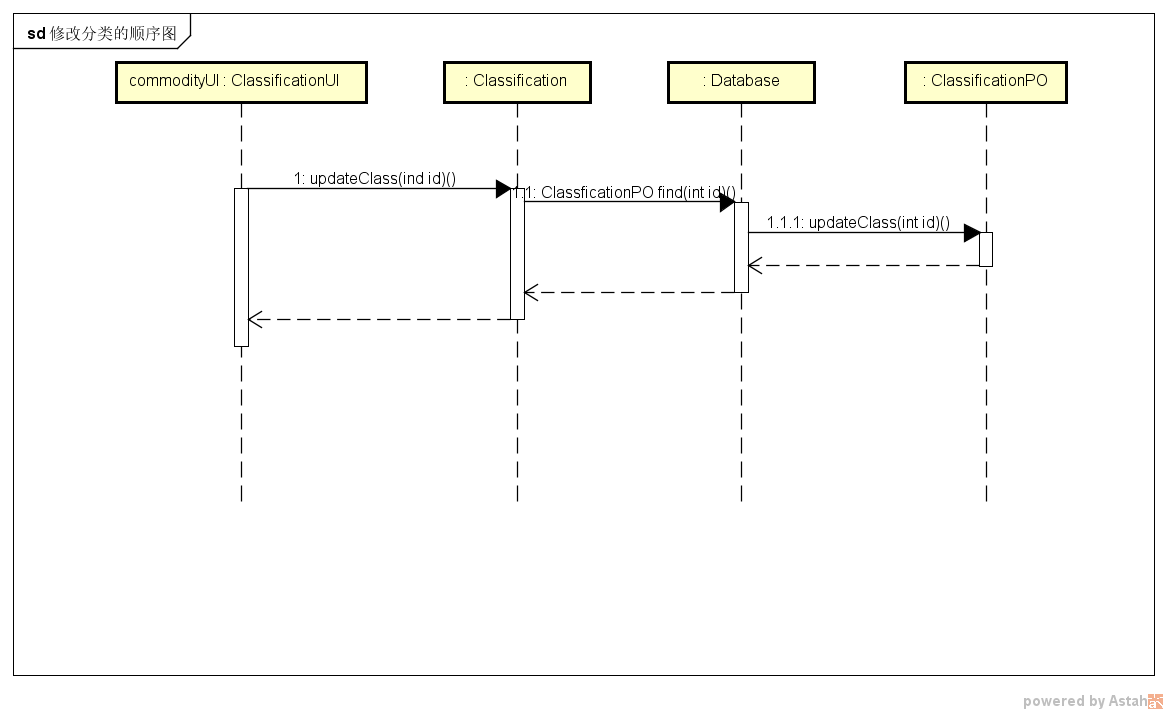 sd 修改分类的顺序图
commodityUI : ClassificationUI
: Classification
: Database
: ClassificationPO
1: updateClass(ind id)()
1.1: ClassficationPO find(int id)()
1.1.1: updateClass(int id)()
powered by Astah